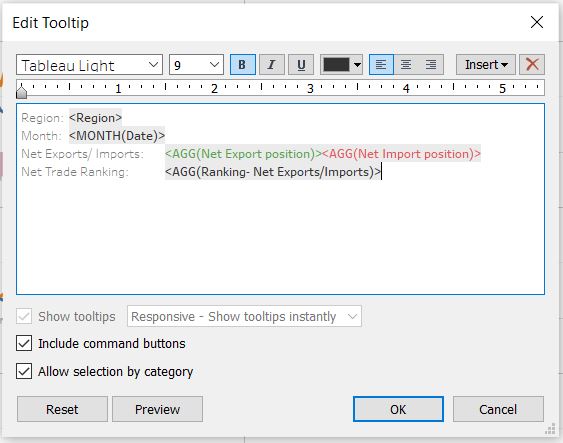 Edit Tooltip
Tableau Light 9 B I U Insert
1 2 3 4 5
Region: <Region>
Month: <MONTH(Date)>
Net Exports/ Imports: <AGG(Net Export position)><AGG(Net Import position)>
Net Trade Ranking: <AGG(Ranking- Net Exports/Imports)>
Show tooltips Responsive - Show tooltips instantly
Include command buttons
Allow selection by category
Reset Preview OK Cancel